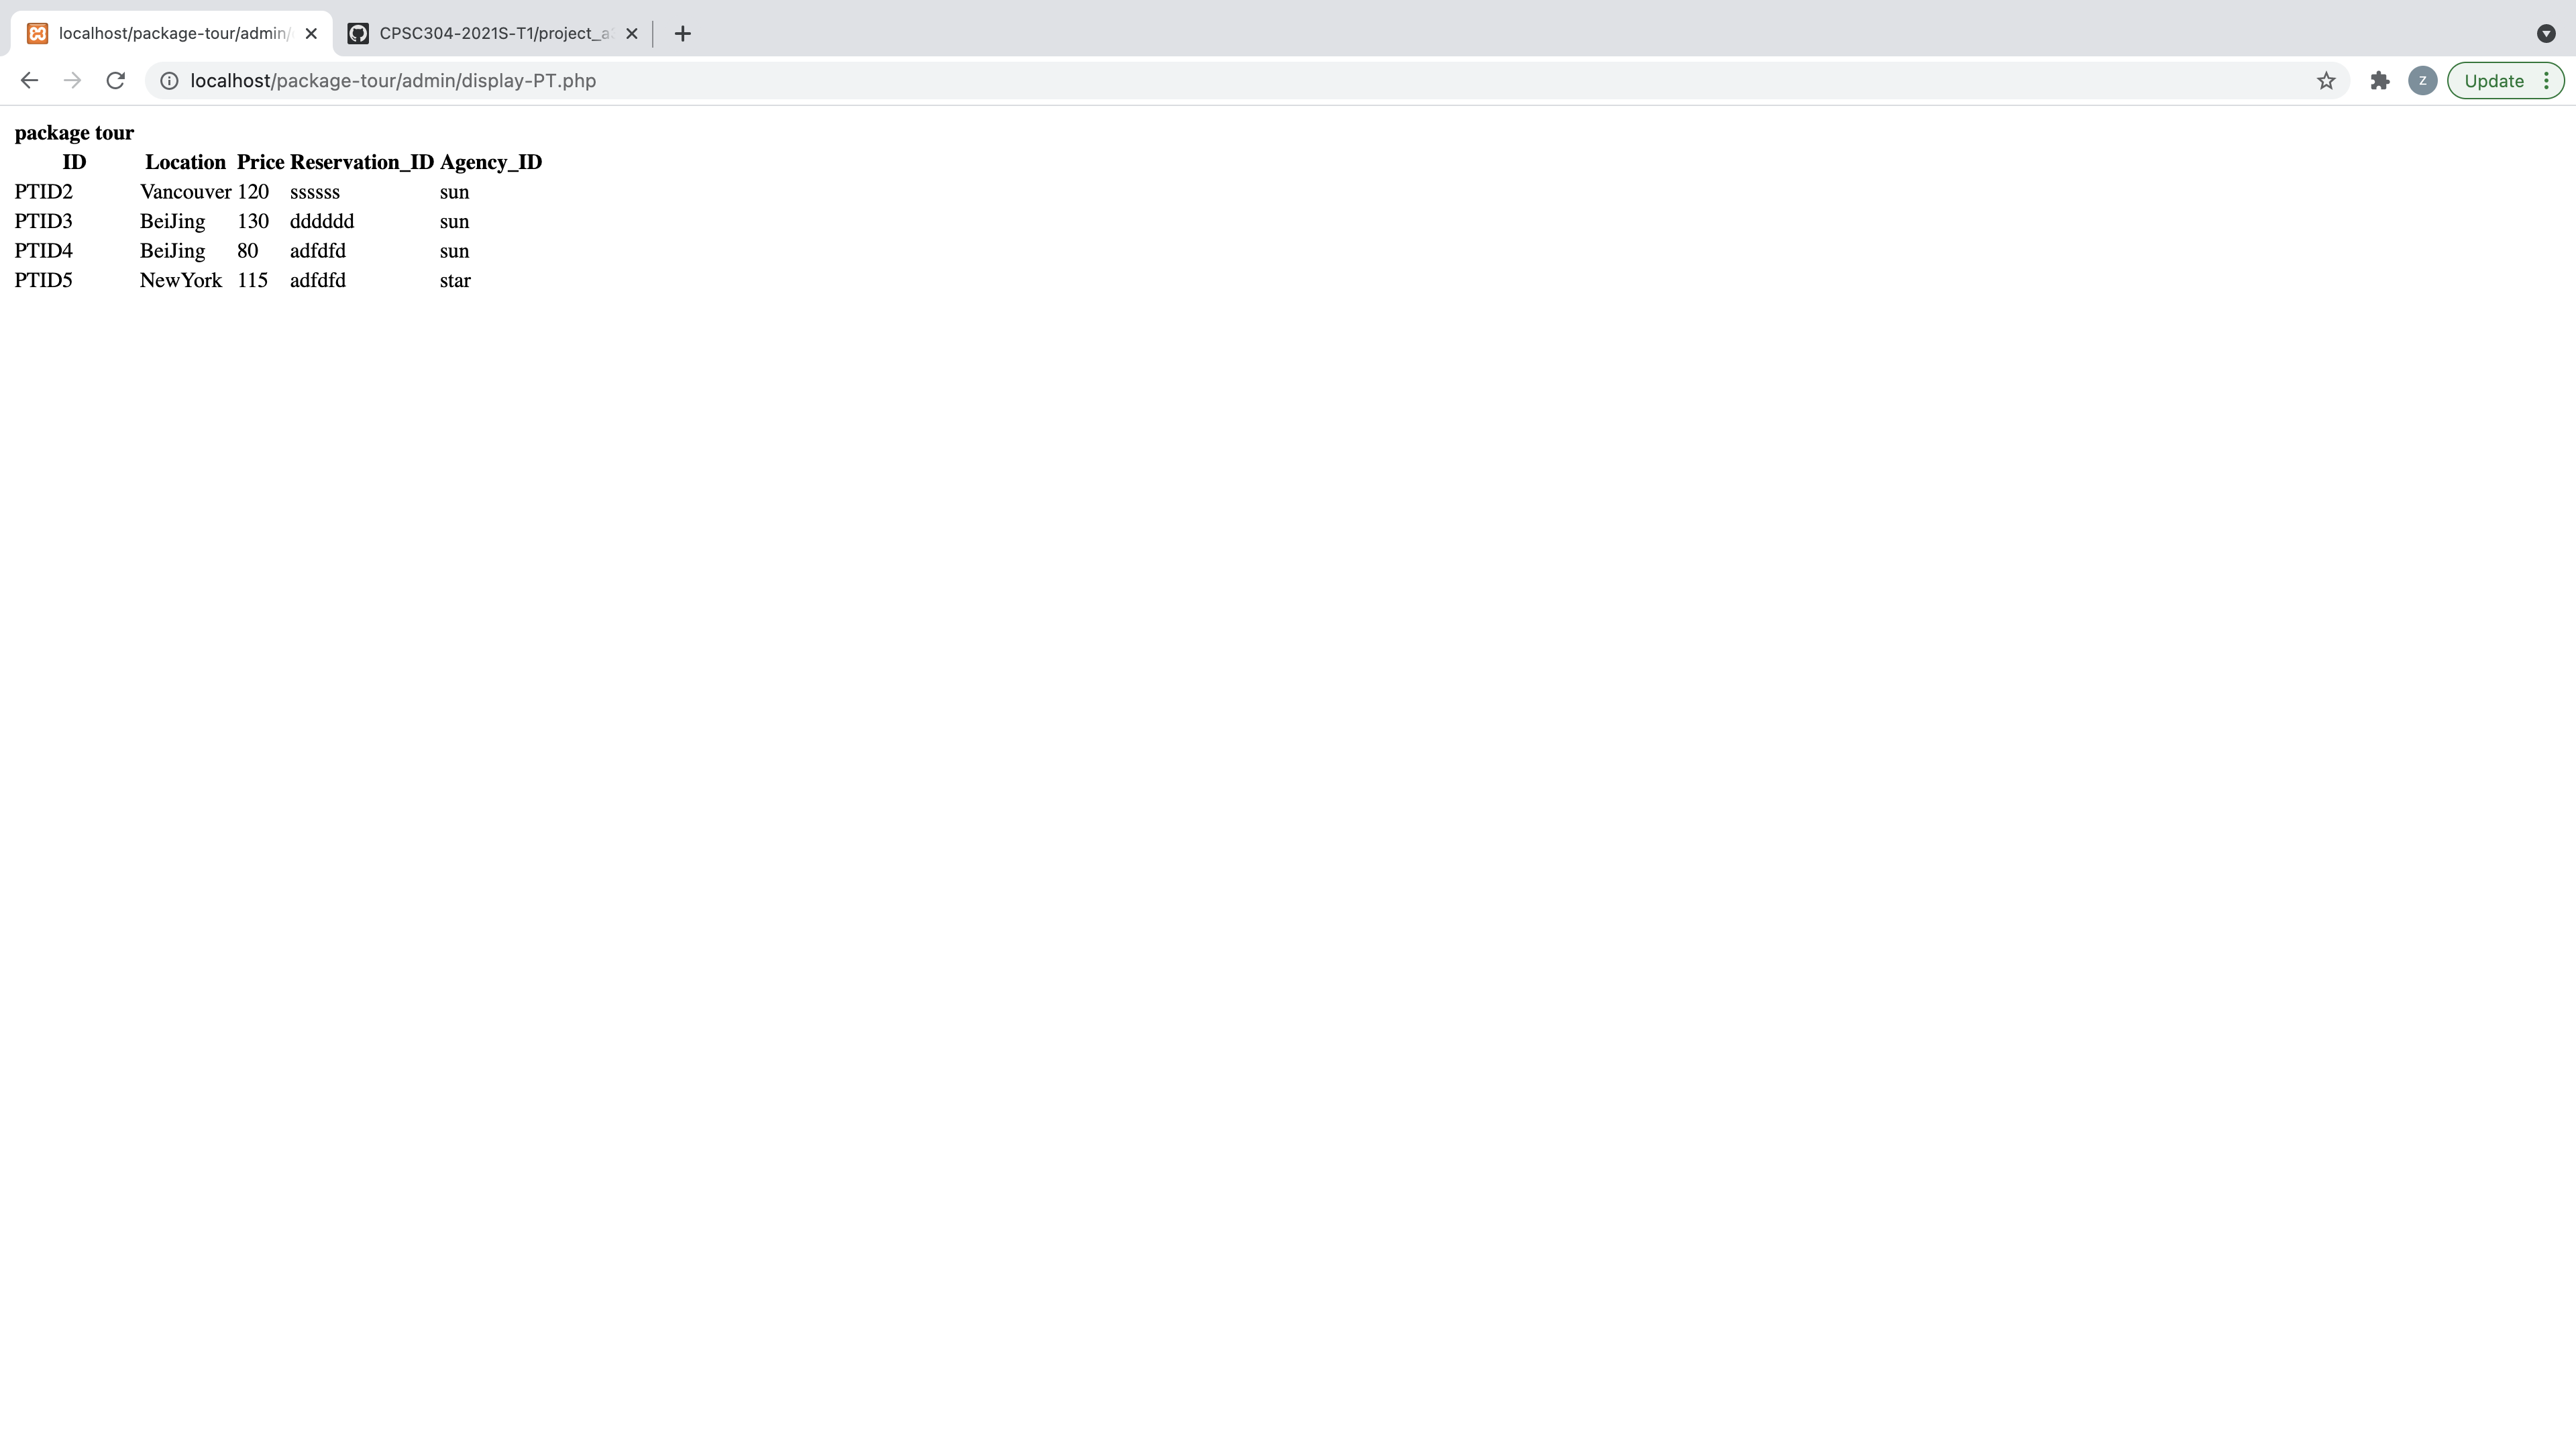 localhost/package-tour/admin/
CPSC304-2021S-T1/project_a
localhost/package-tour/admin/display-PT.php
Z
Update
package tour
ID Location Price Reservation_ID Agency_ID
PTID2 Vancouver 120 ssssss sun
PTID3 BeiJing 130 dddddd sun
PTID4 BeiJing 80 adfdfd sun
PTID5 NewYork 115 adfdfd star